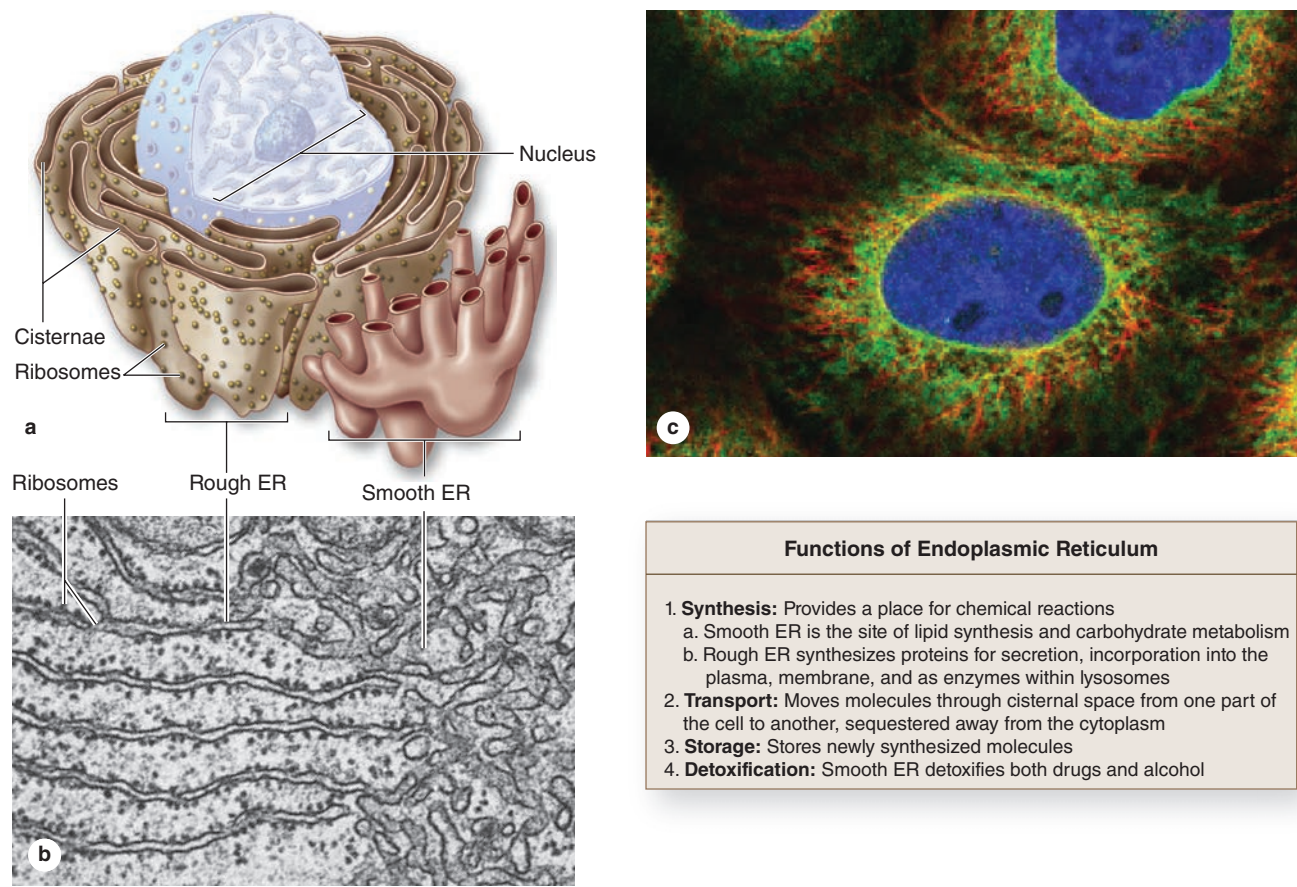 Nucleus
Cisternae
Ribosomes
a
Ribosomes
Rough ER
Smooth ER
b
c
Functions of Endoplasmic Reticulum
1. Synthesis: Provides a place for chemical reactions
a. Smooth ER is the site of lipid synthesis and carbohydrate metabolism
b. Rough ER synthesizes proteins for secretion, incorporation into the
plasma, membrane, and as enzymes within lysosomes
2. Transport: Moves molecules through cisternal space from one part of
the cell to another, sequestered away from the cytoplasm
3. Storage: Stores newly synthesized molecules
4. Detoxification: Smooth ER detoxifies both drugs and alcohol